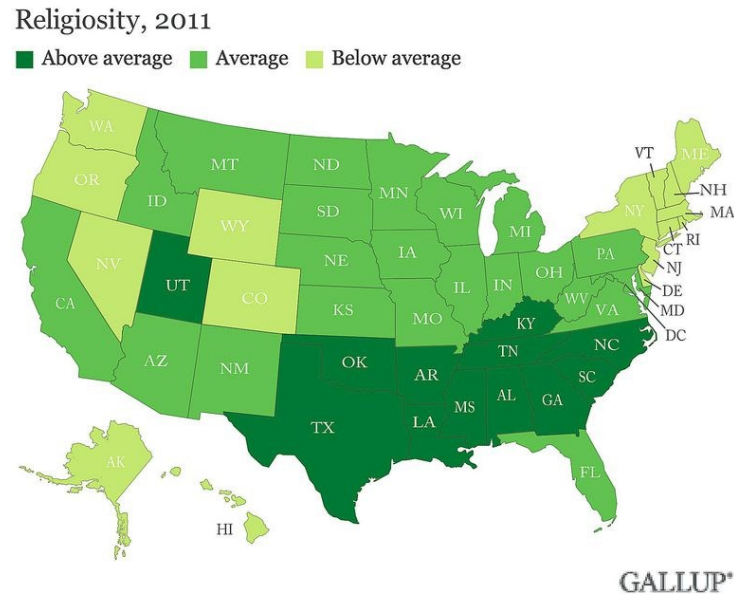 Religiosity, 2011
Above average Average Below average
WA
MT
ND
MN
VT
ME
OR
ID
WY
SD
WI
MI
NY
NH
MA
RI
CT
NJ
NV
UT
CO
NE
IA
IL
IN
OH
PA
DE
MD
DC
CA
KS
MO
WV
VA
KY
AZ
NM
OK
AR
TN
NC
SC
TX
LA
MS
AL
GA
FL
AK
HI
GALLUP®